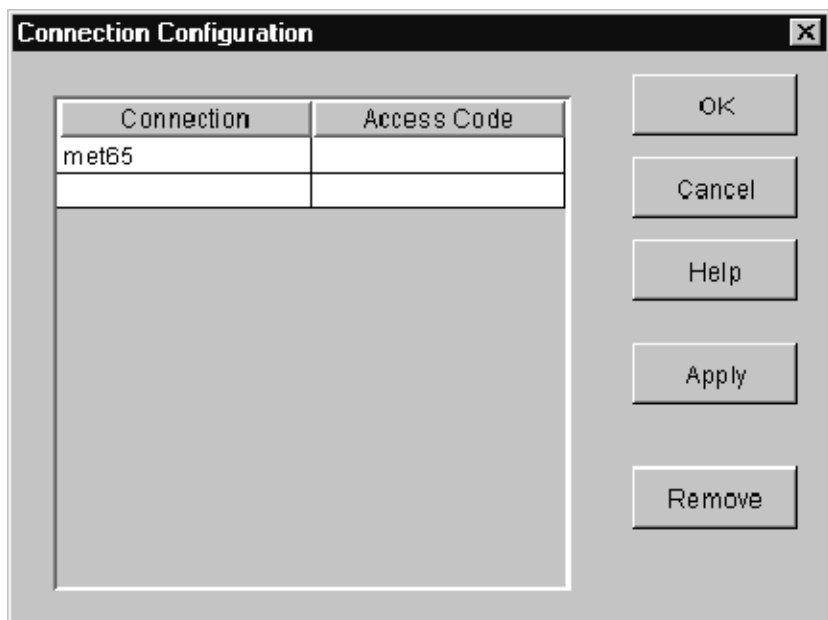 Connection Configuration
Connection Access Code
met65
OK
Cancel
Help
Apply
Remove